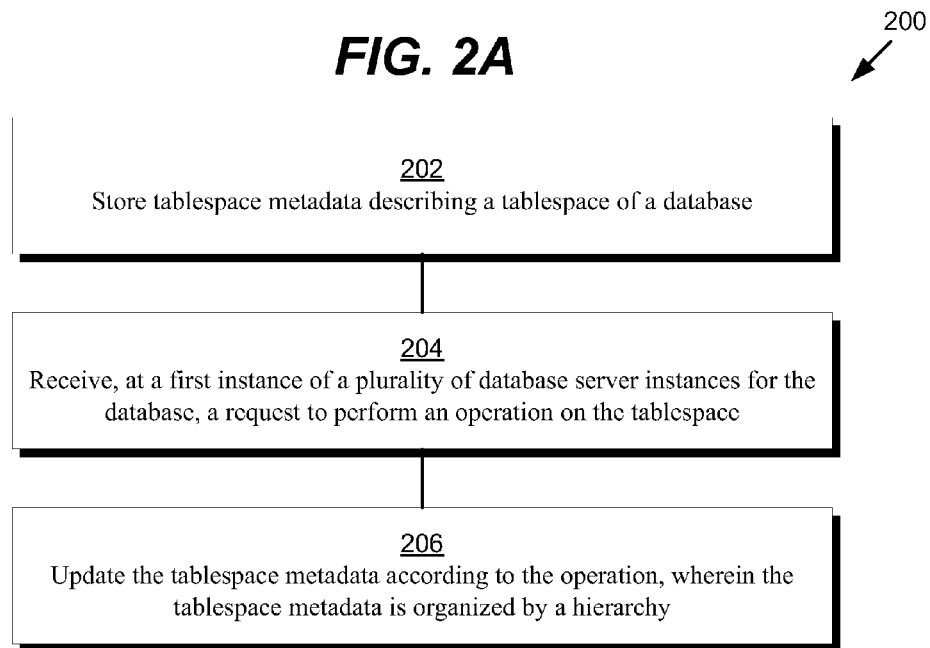 200
FIG. 2A
202
Store tablespace metadata describing a tablespace of a database
204
Receive, at a first instance of a plurality of database server instances for the
database, a request to perform an operation on the tablespace
206
Update the tablespace metadata according to the operation, wherein the
tablespace metadata is organized by a hierarchy